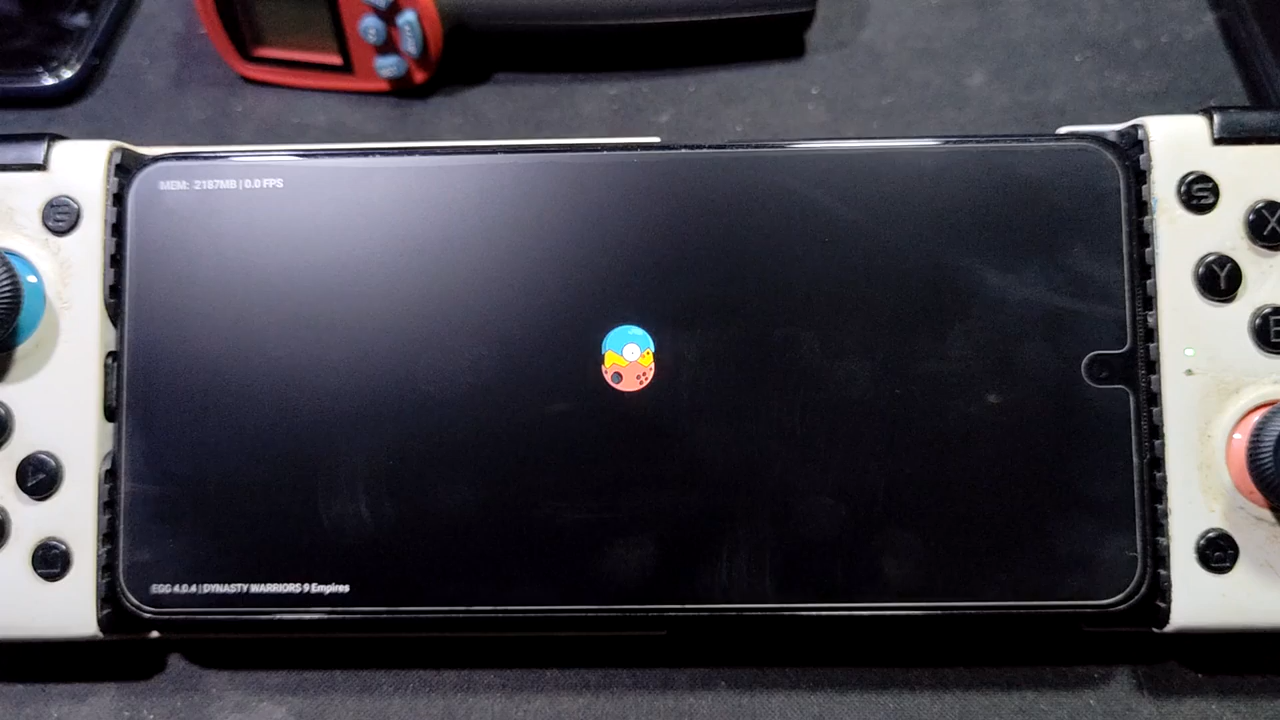 MEM: 2187MB | 0.0 FPS
S
X
Y
EGG 4.0.4 | DYNASTY WARRIORS 9 Empires